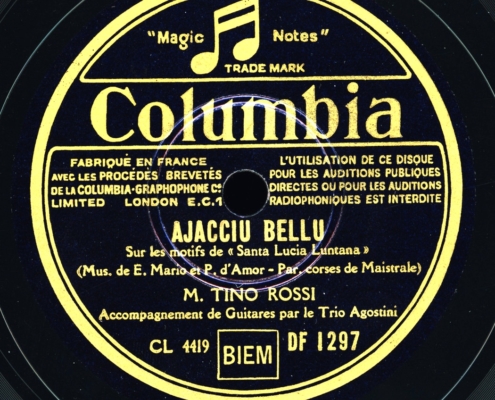 "Magic Notes"
TRADE MARK
Columbia
FABRIQUÉ EN FRANCE
AVEC LES PROCÉDÉS BREVETÉS
DE LA COLUMBIA-GRAPHOPHONE Cº
LIMITED LONDON E.C.1
L'UTILISATION DE CE DISQUE
POUR LES AUDITIONS PUBLIQUES
DIRECTES OU POUR LES AUDITIONS
RADIOPHONIQUES EST INTERDITE
AJACCIU BELLU
Sur les motifs de « Santa Lucia Luntana »
(Mus. de E. Mario et P. d'Amor - Par. corses de Maistrale)
M. TINO ROSSI
Accompagnement de Guitares par le Trio Agostini
CL 4419 BIEM DF 1297